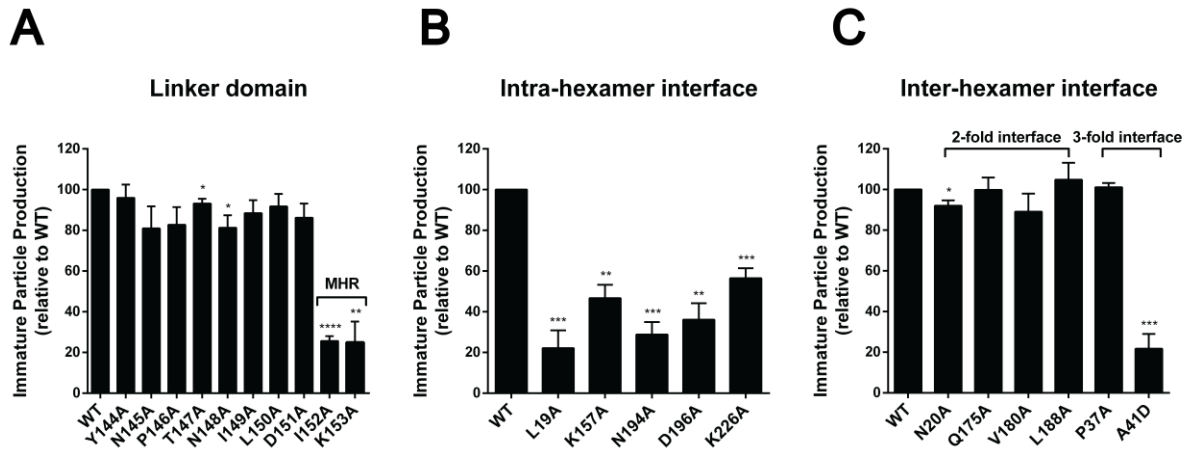 A
Linker domain
Immature Particle Production
(relative to WT)
120
100
80
60
40
20
0
*
*
MHR
****
**
WT
Y144A
N145A
P146A
T147A
N148A
I149A
L150A
D151A
I152A
K153A
B
Intra-hexamer interface
Immature Particle Production
(relative to WT)
120
100
80
60
40
20
0
***
**
***
**
***
WT
L19A
K157A
N194A
D196A
K226A
C
Inter-hexamer interface
Immature Particle Production
(relative to WT)
120
100
80
60
40
20
0
2-fold interface
3-fold interface
*
***
WT
N20A
Q175A
V180A
L188A
P37A
A41D